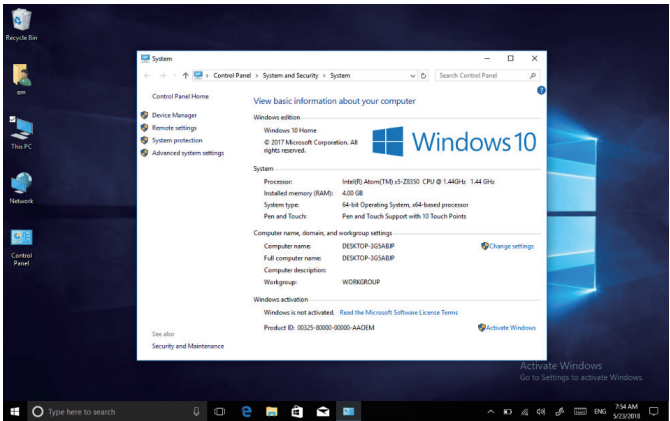 Recycle Bin
em
This PC
Network
Control
Panel
System
Control Panel › System and Security › System
Search Control Panel
Control Panel Home
Device Manager
Remote settings
System protection
Advanced system settings
See also
Security and Maintenance
View basic information about your computer
Windows edition
Windows 10 Home
© 2017 Microsoft Corporation. All
rights reserved.
Windows 10
System
Processor: Intel(R) Atom(TM) x5-Z8350 CPU @ 1.44GHz 1.44 GHz
Installed memory (RAM): 4.00 GB
System type: 64-bit Operating System, x64-based processor
Pen and Touch: Pen and Touch Support with 10 Touch Points
Computer name, domain, and workgroup settings
Computer name: DESKTOP-3G5ABJP
Change settings
Full computer name: DESKTOP-3G5ABJP
Computer description:
Workgroup: WORKGROUP
Windows activation
Windows is not activated. Read the Microsoft Software License Terms
Product ID: 00325-80000-00000-AAOEM
Activate Windows
Activate Windows
Go to Settings to activate Windows.
Type here to search
ENG
7:54 AM
5/23/2018